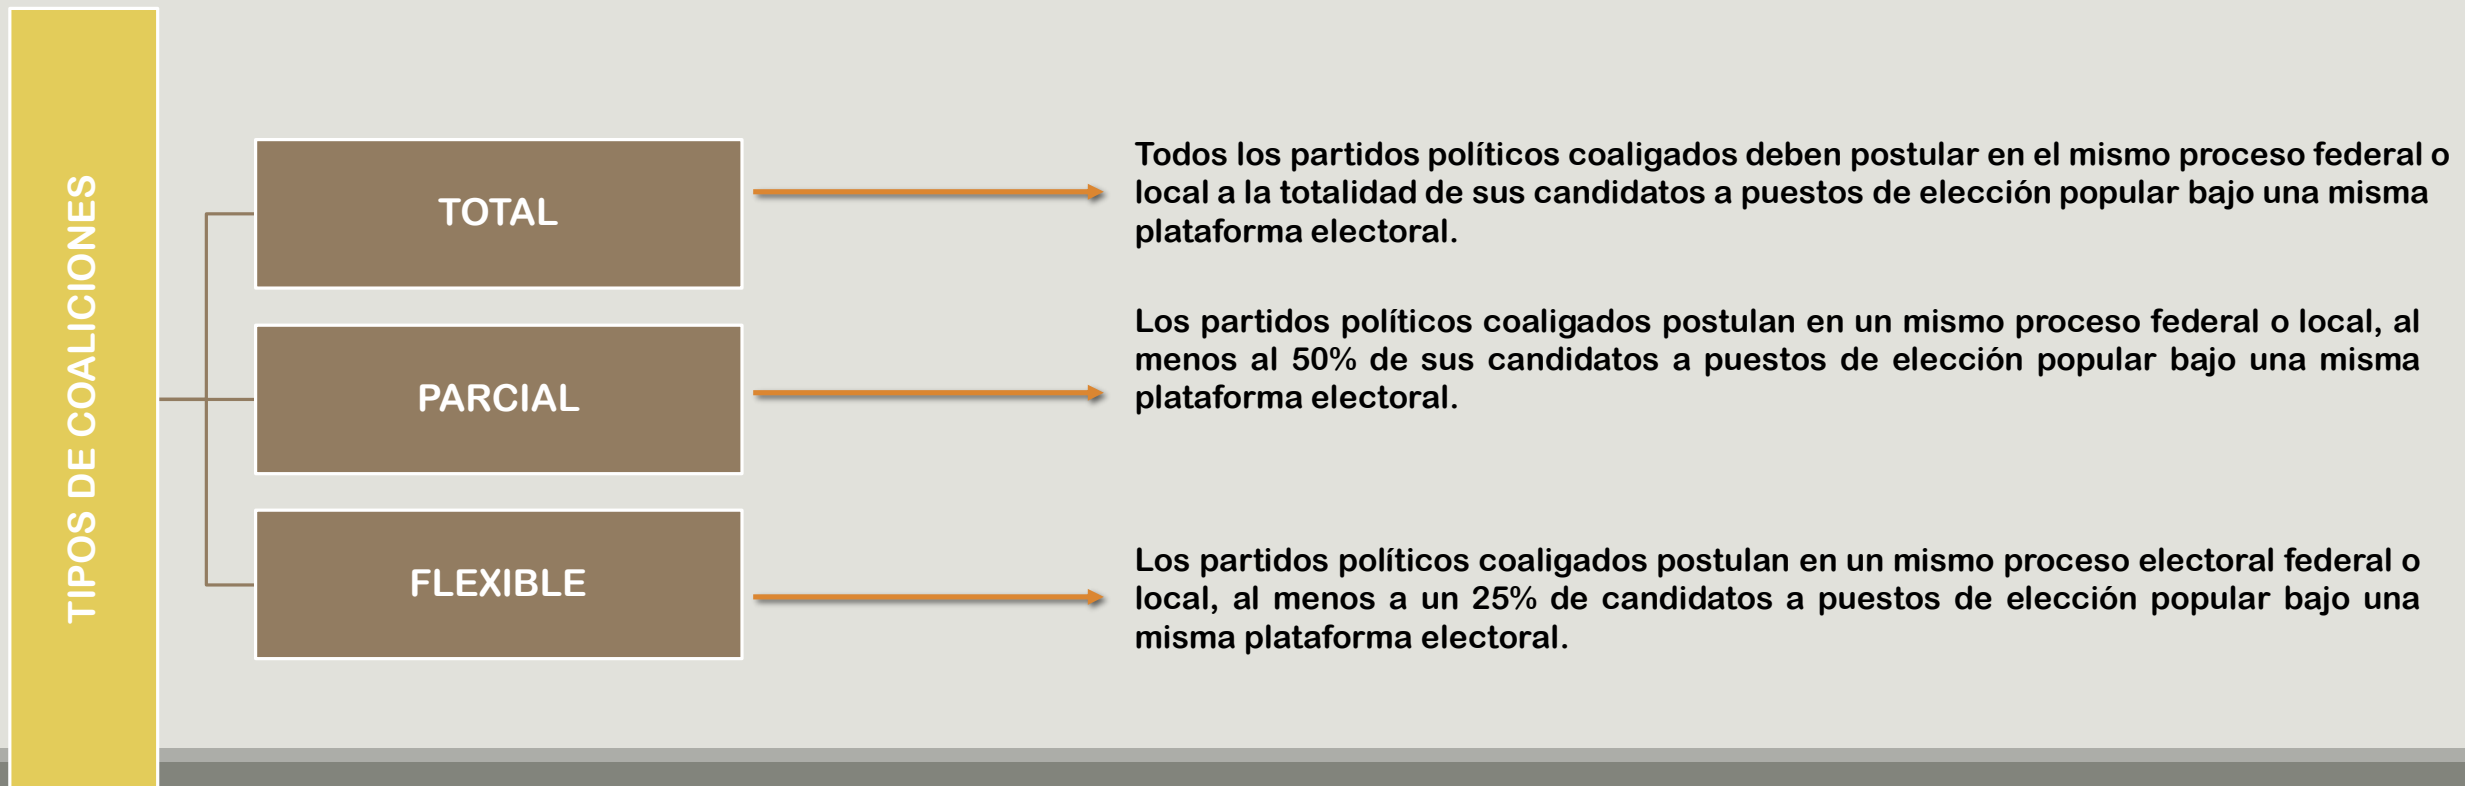 TIPOS DE COALICIONES
TOTAL
Todos los partidos políticos coaligados deben postular en el mismo proceso federal o
local a la totalidad de sus candidatos a puestos de elección popular bajo una misma
plataforma electoral.
PARCIAL
Los partidos políticos coaligados postulan en un mismo proceso federal o local, al
menos al 50% de sus candidatos a puestos de elección popular bajo una misma
plataforma electoral.
FLEXIBLE
Los partidos políticos coaligados postulan en un mismo proceso electoral federal o
local, al menos a un 25% de candidatos a puestos de elección popular bajo una
misma plataforma electoral.